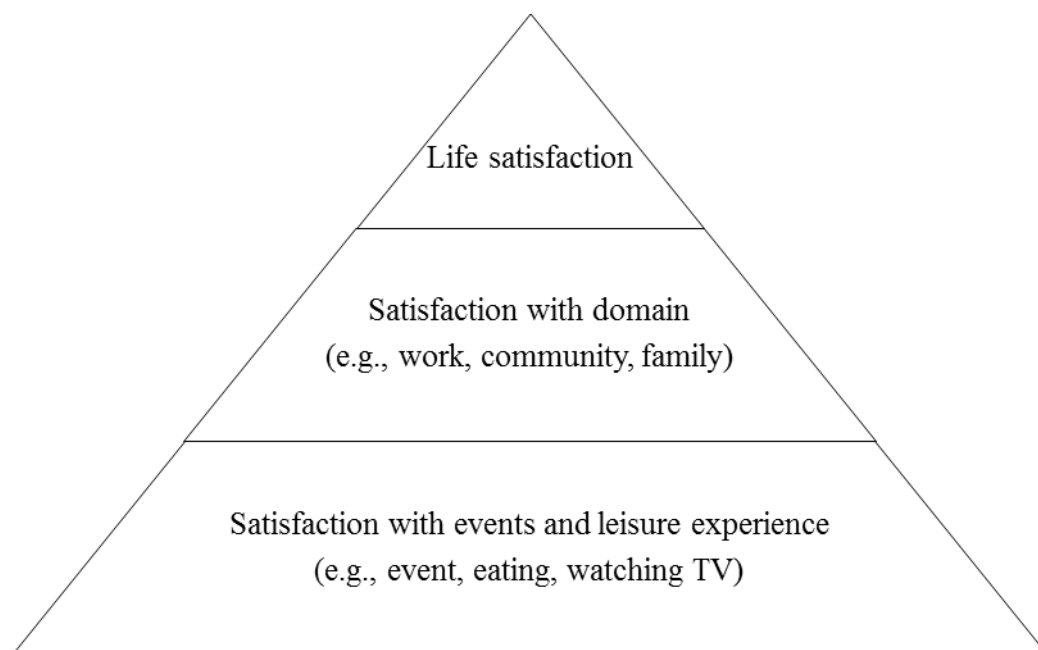 Life satisfaction
Satisfaction with domain
(e.g., work, community, family)
Satisfaction with events and leisure experience
(e.g., event, eating, watching TV)